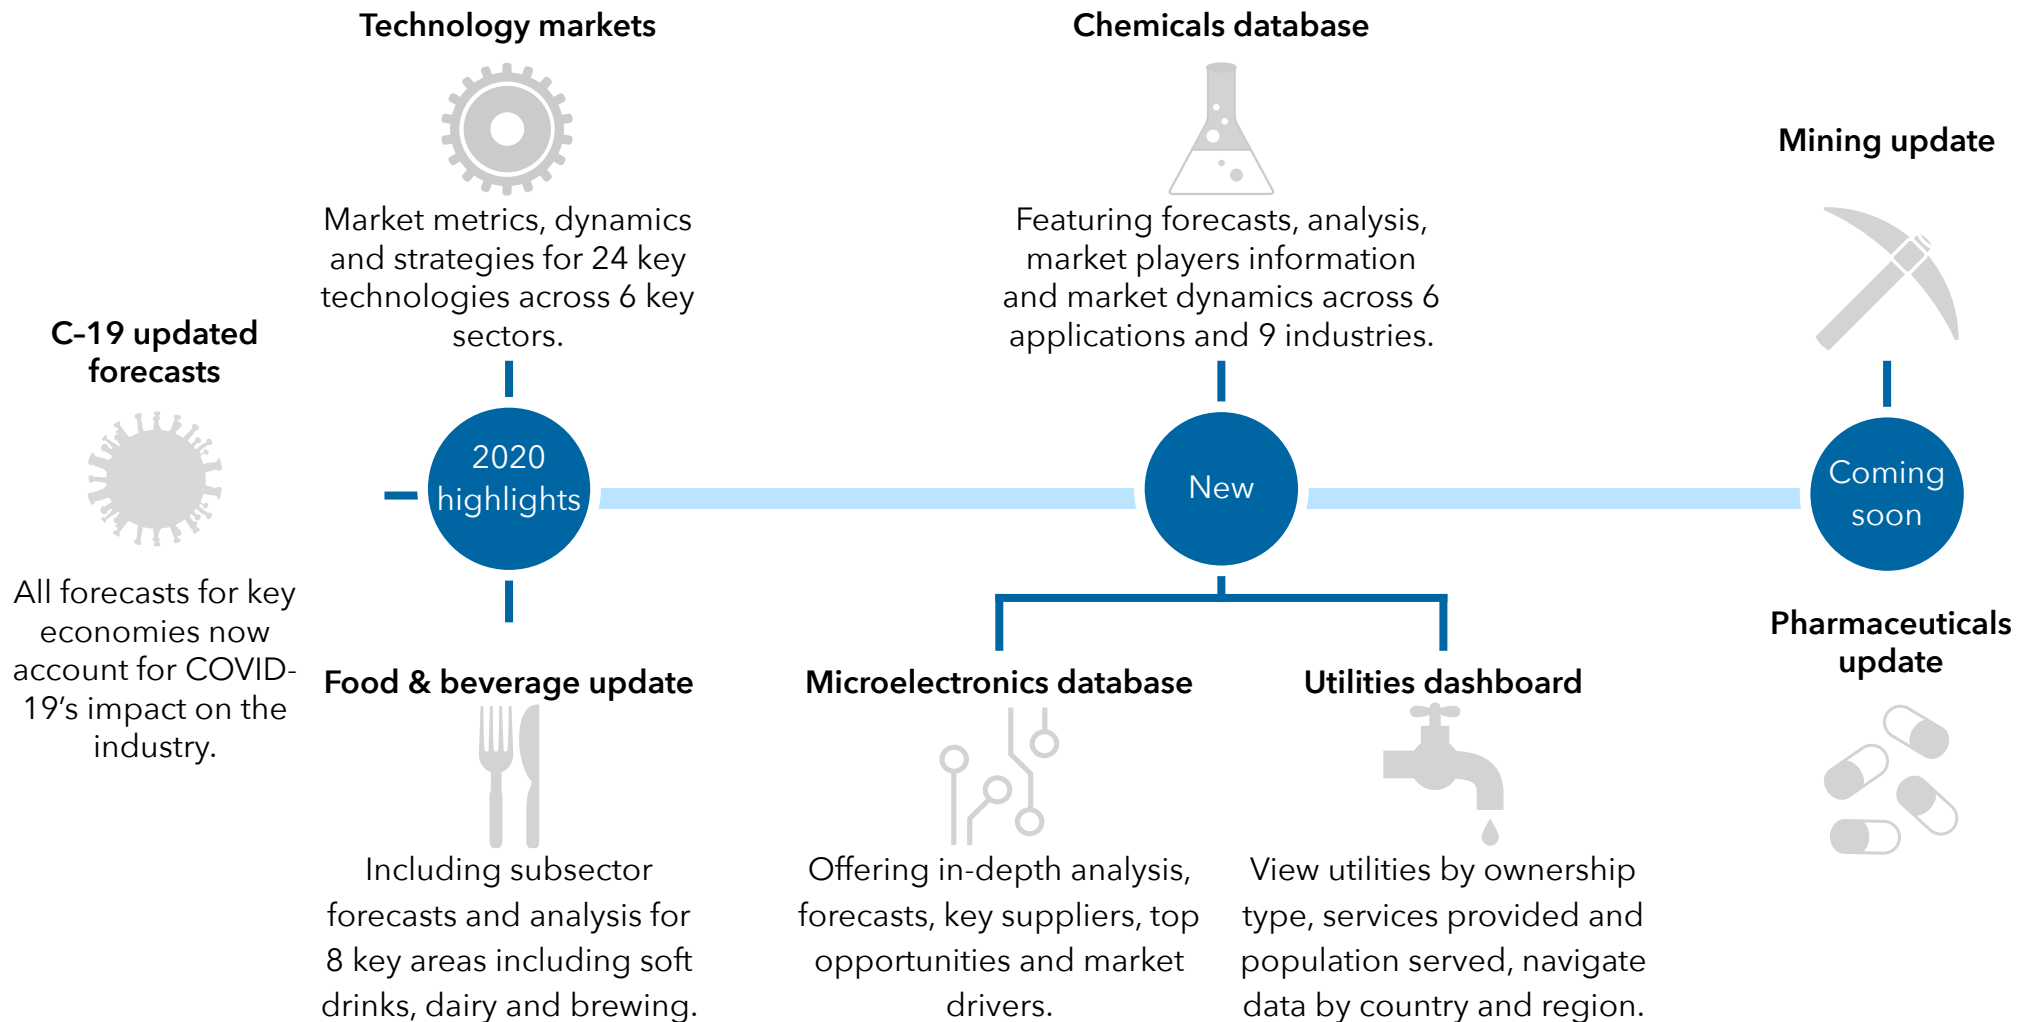 Technology markets
Market metrics, dynamics
and strategies for 24 key
technologies across 6 key
sectors.
C–19 updated
forecasts
All forecasts for key
economies now
account for COVID-
19’s impact on the
industry.
2020
highlights
Food & beverage update
Including subsector
forecasts and analysis for
8 key areas including soft
drinks, dairy and brewing.
Chemicals database
Featuring forecasts, analysis,
market players information
and market dynamics across 6
applications and 9 industries.
New
Microelectronics database
Offering in-depth analysis,
forecasts, key suppliers, top
opportunities and market
drivers.
Utilities dashboard
View utilities by ownership
type, services provided and
population served, navigate
data by country and region.
Mining update
Coming
soon
Pharmaceuticals
update